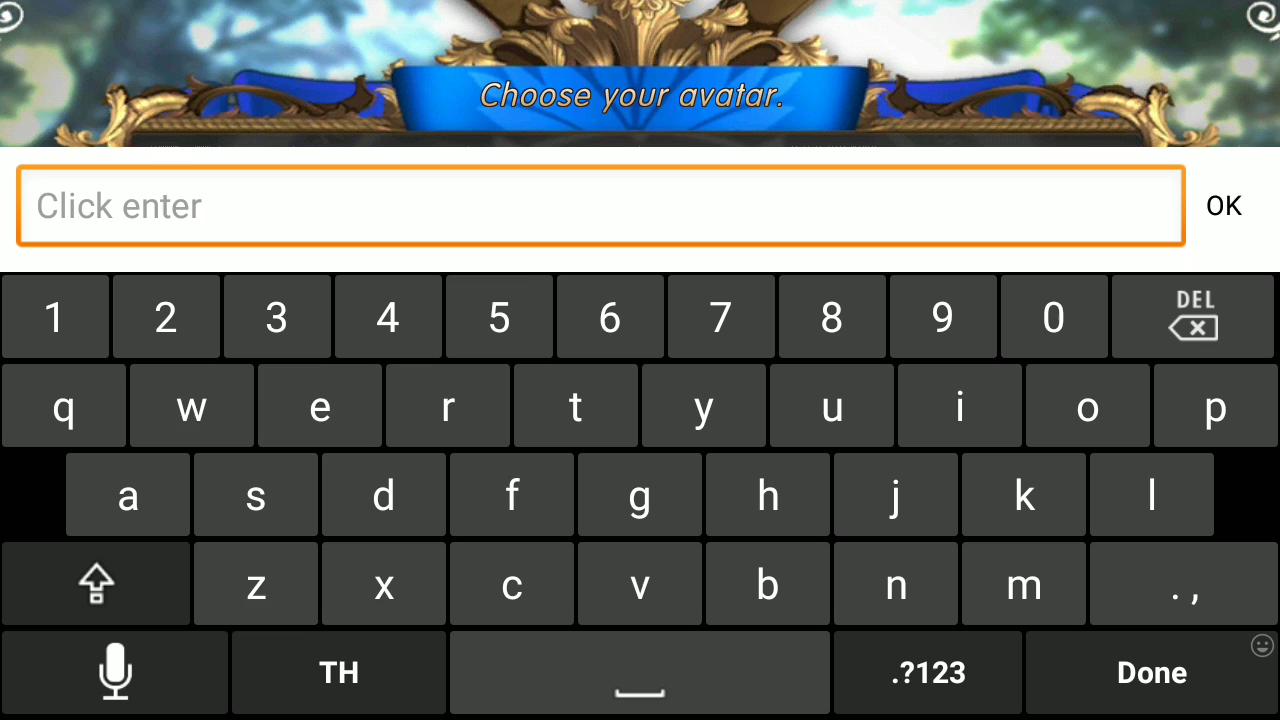 Choose your avatar.
Click enter
OK
1 2 3 4 5 6 7 8 9 0 DEL
q w e r t y u i o p
a s d f g h j k l
z x c v b n m . ,
TH .?123 Done